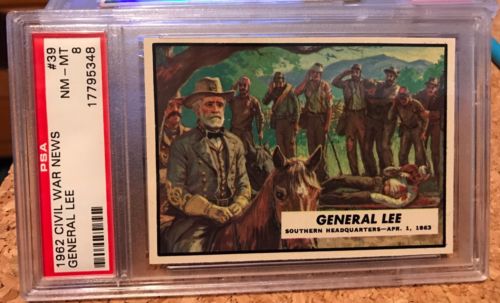 1962 CIVIL WAR NEWS
GENERAL LEE
PSA
#39
NM - MT 8
17795348
GENERAL LEE
SOUTHERN HEADQUARTERS—APR. 1, 1863